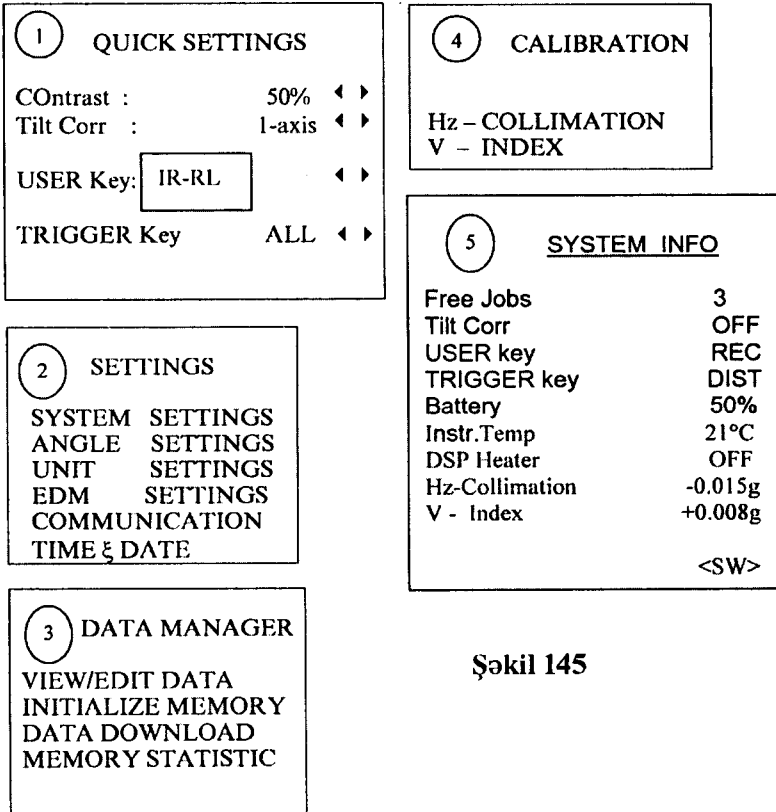 1 QUICK SETTINGS
COntrast : 50%
Tilt Corr : 1-axis
USER Key: IR-RL
TRIGGER Key ALL
2 SETTINGS
SYSTEM SETTINGS
ANGLE SETTINGS
UNIT SETTINGS
EDM SETTINGS
COMMUNICATION
TIME ξ DATE
3 DATA MANAGER
VIEW/EDIT DATA
INITIALIZE MEMORY
DATA DOWNLOAD
MEMORY STATISTIC
4 CALIBRATION
Hz – COLLIMATION
V – INDEX
5 SYSTEM INFO
Free Jobs 3
Tilt Corr OFF
USER key REC
TRIGGER key DIST
Battery 50%
Instr.Temp 21°C
DSP Heater OFF
Hz-Collimation -0.015g
V - Index +0.008g
<SW>
Şəkil 145